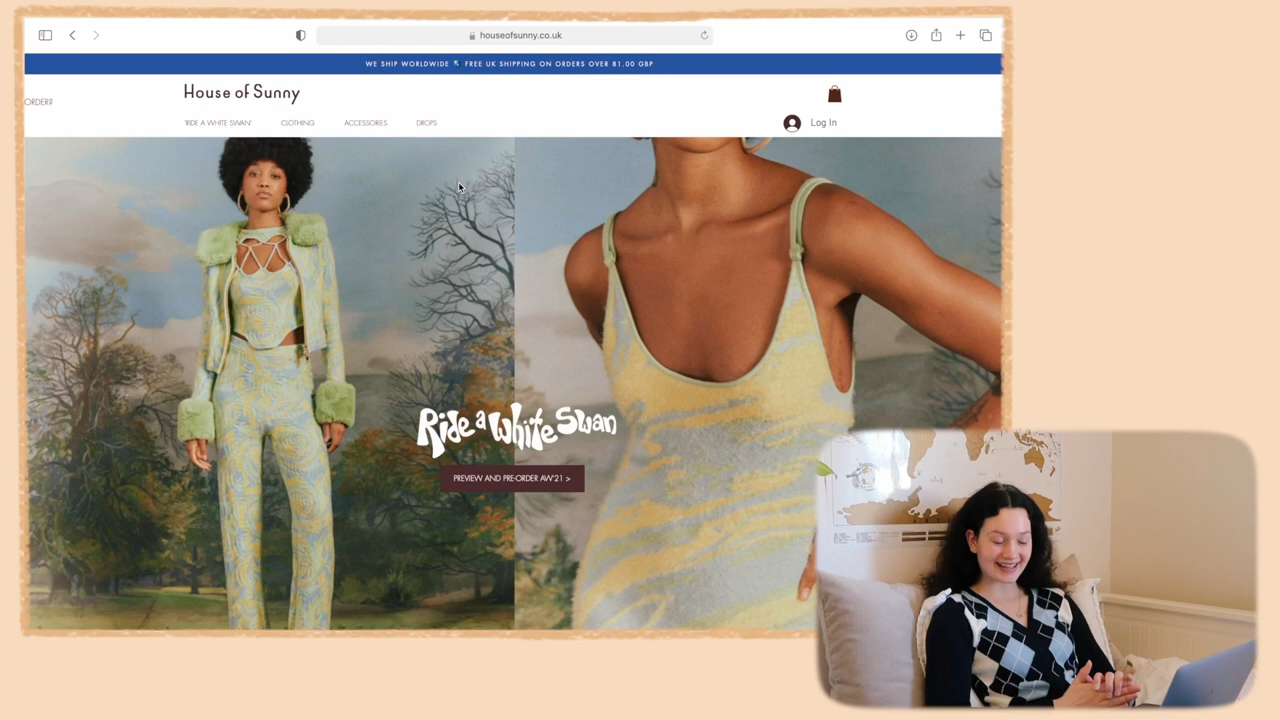 houseofsunny.co.uk
WE SHIP WORLDWIDE FREE UK SHIPPING ON ORDERS OVER 81.00 GBP
House of Sunny
ORDER?
'RIDE A WHITE SWAN'
CLOTHING
ACCESSORIES
DROPS
Log In
Ride a White Swan
PREVIEW AND PRE-ORDER AW'21 >